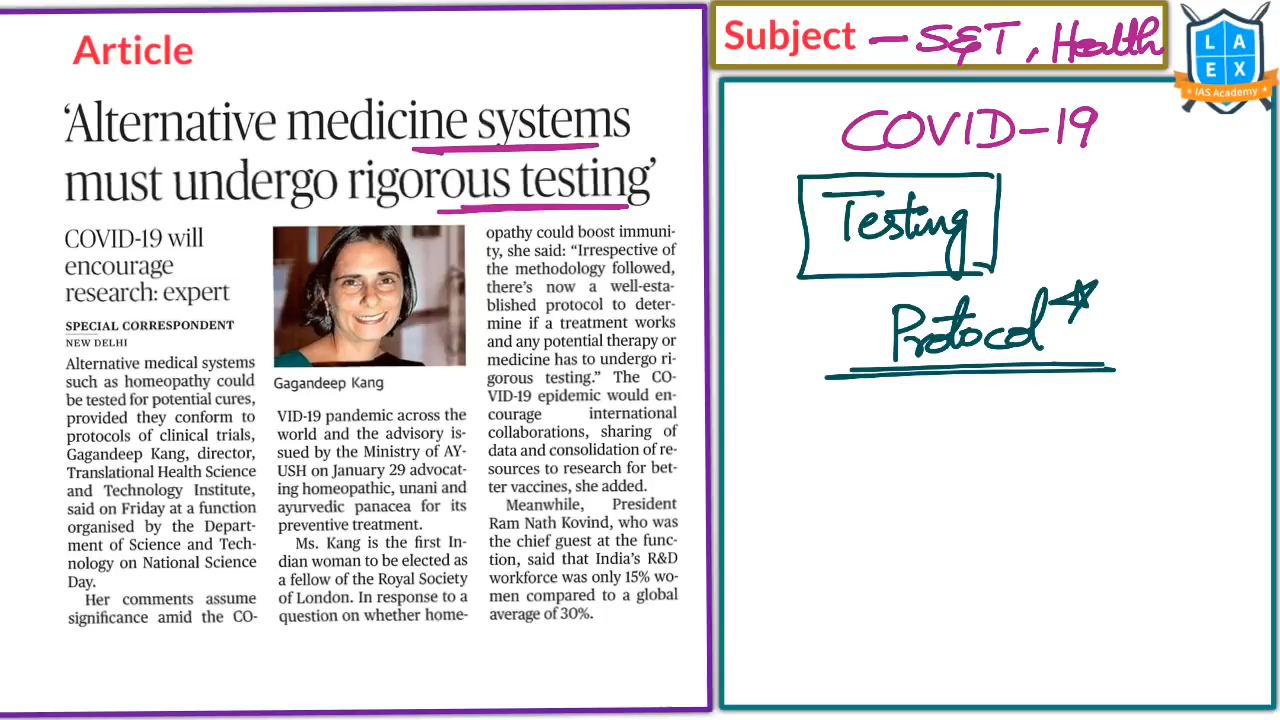 Article
‘Alternative medicine systems
must undergo rigorous testing’
COVID-19 will
encourage
research: expert
SPECIAL CORRESPONDENT
NEW DELHI
Alternative medical systems
such as homeopathy could
be tested for potential cures,
provided they conform to
protocols of clinical trials,
Gagandeep Kang, director,
Translational Health Science
and Technology Institute,
said on Friday at a function
organised by the Depart-
ment of Science and Tech-
nology on National Science
Day.
Her comments assume
significance amid the CO-
Gagandeep Kang
VID-19 pandemic across the
world and the advisory is-
sued by the Ministry of AY-
USH on January 29 advocat-
ing homeopathic, unani and
ayurvedic panacea for its
preventive treatment.
Ms. Kang is the first In-
dian woman to be elected as
a fellow of the Royal Society
of London. In response to a
question on whether home-
opathy could boost immuni-
ty, she said: “Irrespective of
the methodology followed,
there’s now a well-esta-
blished protocol to deter-
mine if a treatment works
and any potential therapy or
medicine has to undergo ri-
gorous testing.” The CO-
VID-19 epidemic would en-
courage international
collaborations, sharing of
data and consolidation of re-
sources to research for bet-
ter vaccines, she added.
Meanwhile, President
Ram Nath Kovind, who was
the chief guest at the func-
tion, said that India’s R&D
workforce was only 15% wo-
men compared to a global
average of 30%.
Subject – S&T, Health
LA
EX
IAS Academy
COVID-19
Testing
Protocol